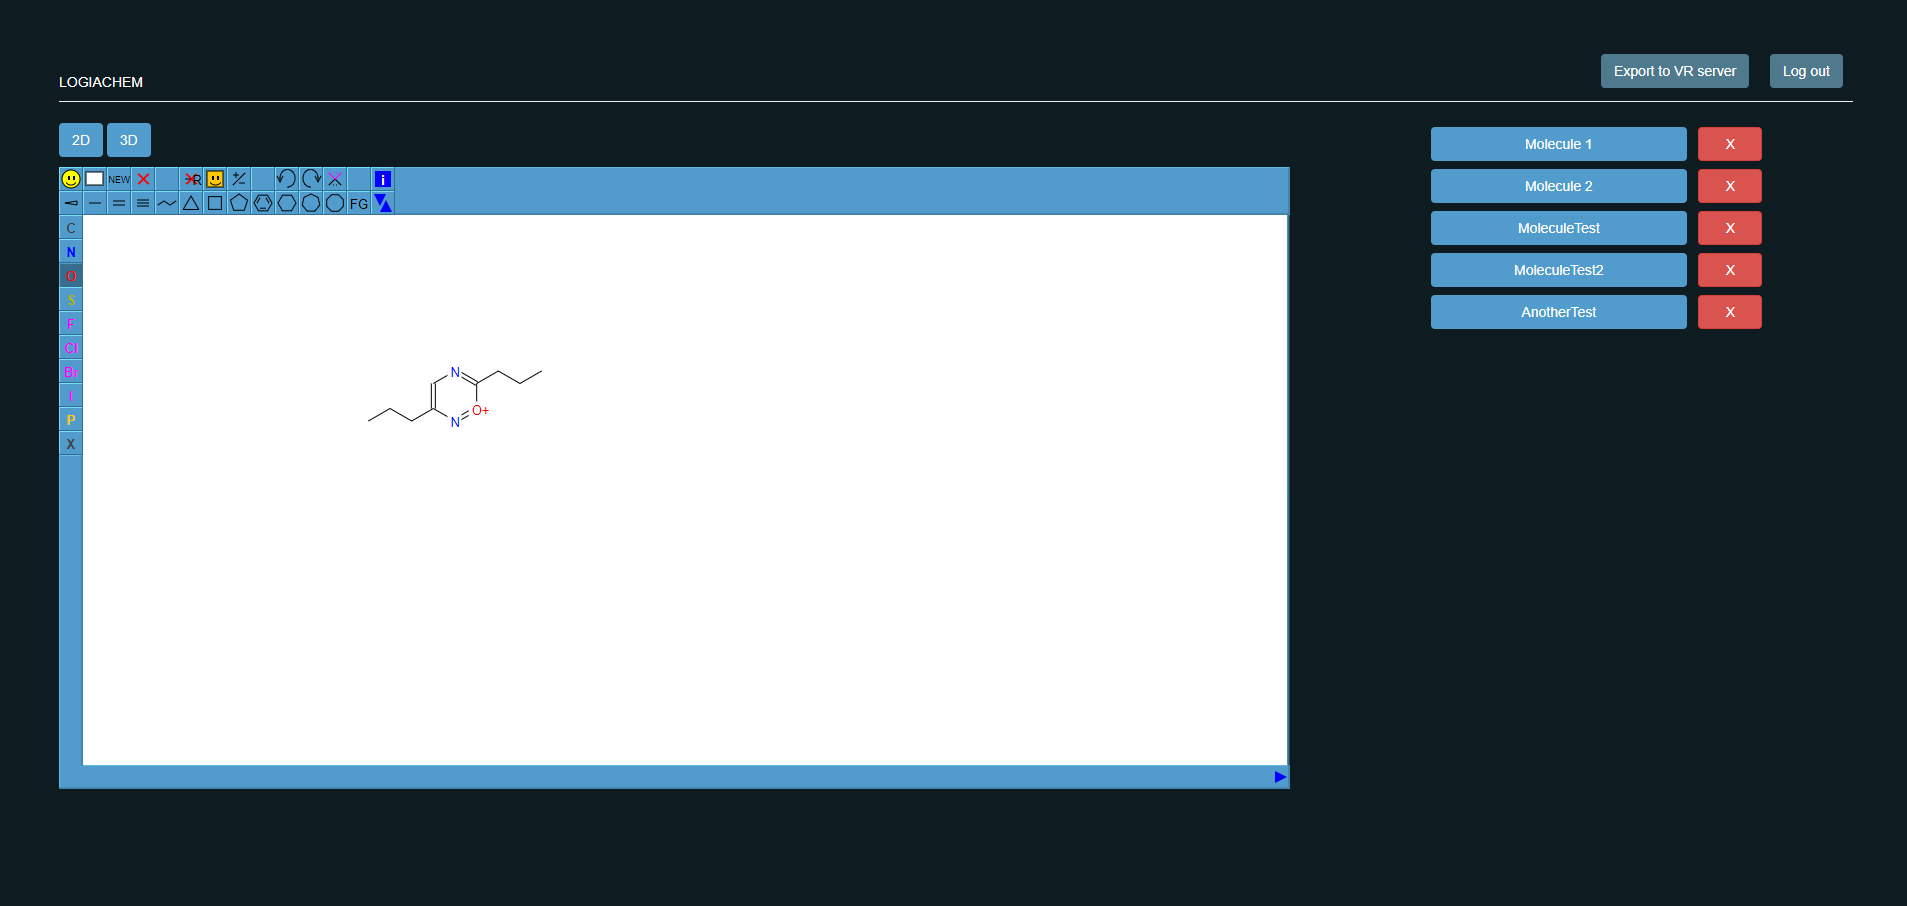 LOGIACHEM
Export to VR server
Log out
2D
3D
NEW
R
i
FG
C
N
O
S
F
Cl
Br
I
P
X
N
O+
N
Molecule 1
X
Molecule 2
X
MoleculeTest
X
MoleculeTest2
X
AnotherTest
X